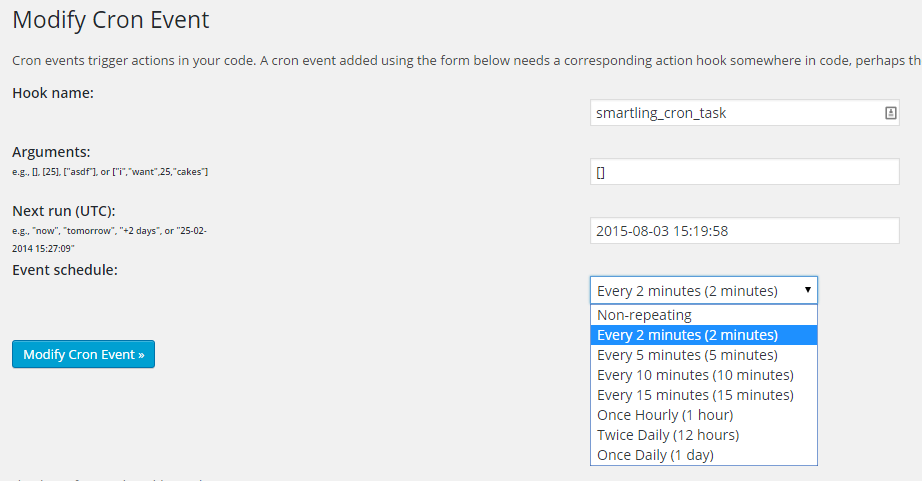 Modify Cron Event
Cron events trigger actions in your code. A cron event added using the form below needs a corresponding action hook somewhere in code, perhaps th
Hook name:
smartling_cron_task
Arguments:
e.g., [], [25], ["asdf"], or ["i","want",25,"cakes"]
[]
Next run (UTC):
e.g., "now", "tomorrow", "+2 days", or "25-02-
2014 15:27:09"
2015-08-03 15:19:58
Event schedule:
Every 2 minutes (2 minutes)
Non-repeating
Every 2 minutes (2 minutes)
Every 5 minutes (5 minutes)
Every 10 minutes (10 minutes)
Every 15 minutes (15 minutes)
Once Hourly (1 hour)
Twice Daily (12 hours)
Once Daily (1 day)
Modify Cron Event »